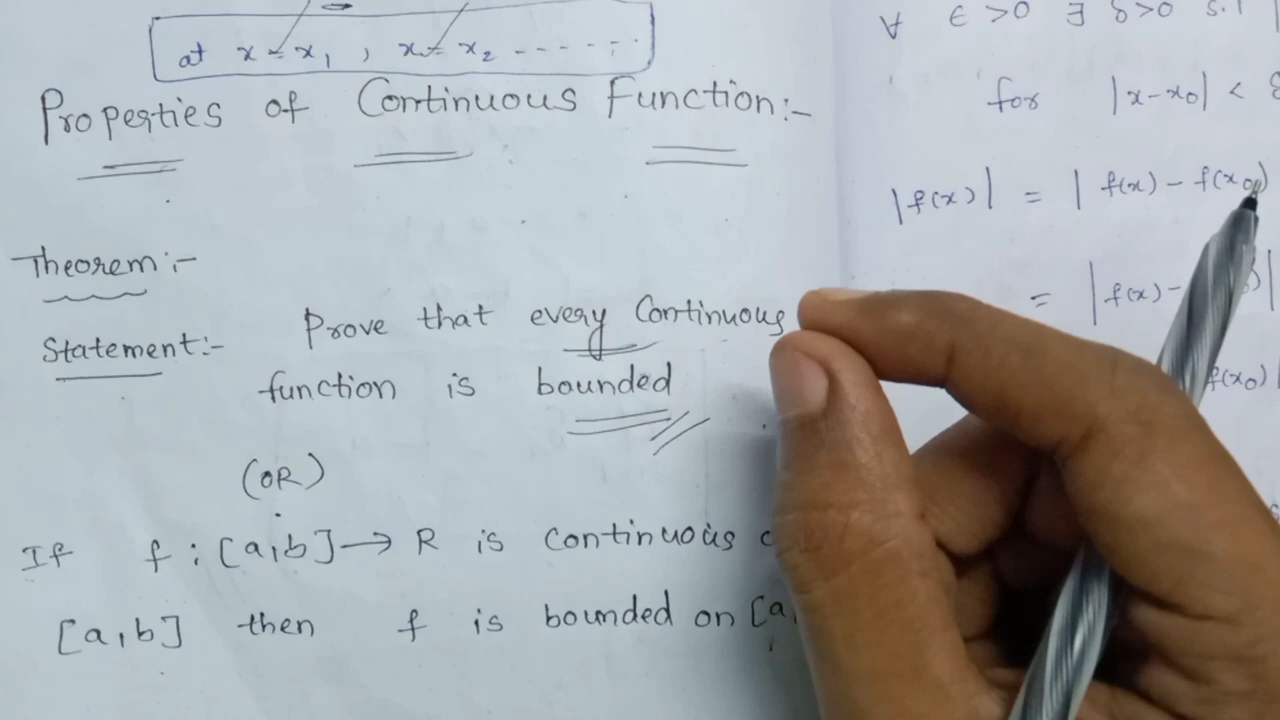 at x = x₁ , x = x₂ -------
Properties of Continuous Function:-
Theorem:-
Statement:- Prove that every Continuous
function is bounded
(OR)
If f : [a,b] → R is continuous
[a,b] then f is bounded on [a,
∀ ϵ >0 ∃ δ>0 s.t |
for |x-x₀| < δ
|f(x)| = | f(x) - f(x₀)
= | f(x) - |
f(x₀) |